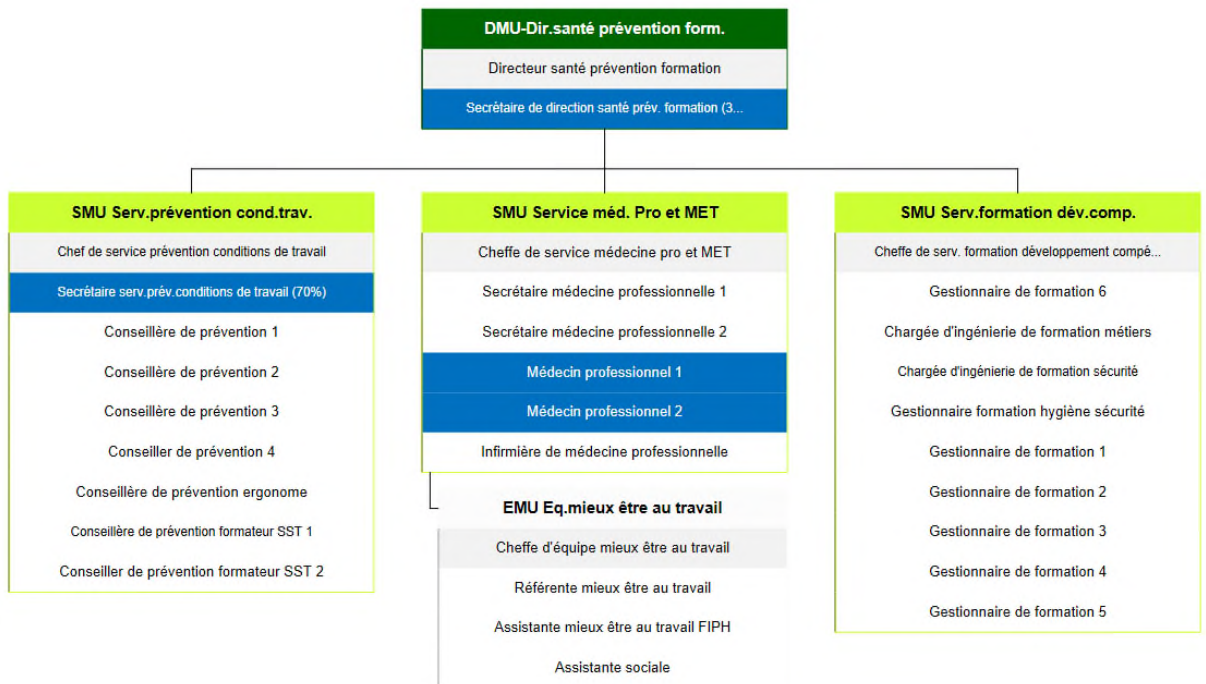 DMU-Dir.santé prévention form.
Directeur santé prévention formation
Secrétaire de direction santé prév. formation (3...
SMU Serv.prévention cond.trav.
Chef de service prévention conditions de travail
Secrétaire serv.prév.conditions de travail (70%)
Conseillère de prévention 1
Conseillère de prévention 2
Conseillère de prévention 3
Conseiller de prévention 4
Conseillère de prévention ergonome
Conseillère de prévention formateur SST 1
Conseiller de prévention formateur SST 2
SMU Service méd. Pro et MET
Cheffe de service médecine pro et MET
Secrétaire médecine professionnelle 1
Secrétaire médecine professionnelle 2
Médecin professionnel 1
Médecin professionnel 2
Infirmière de médecine professionnelle
EMU Eq.mieux être au travail
Cheffe d'équipe mieux être au travail
Référente mieux être au travail
Assistante mieux être au travail FIPH
Assistante sociale
SMU Serv.formation dév.comp.
Cheffe de serv. formation développement compé...
Gestionnaire de formation 6
Chargée d'ingénierie de formation métiers
Chargée d'ingénierie de formation sécurité
Gestionnaire formation hygiène sécurité
Gestionnaire de formation 1
Gestionnaire de formation 2
Gestionnaire de formation 3
Gestionnaire de formation 4
Gestionnaire de formation 5